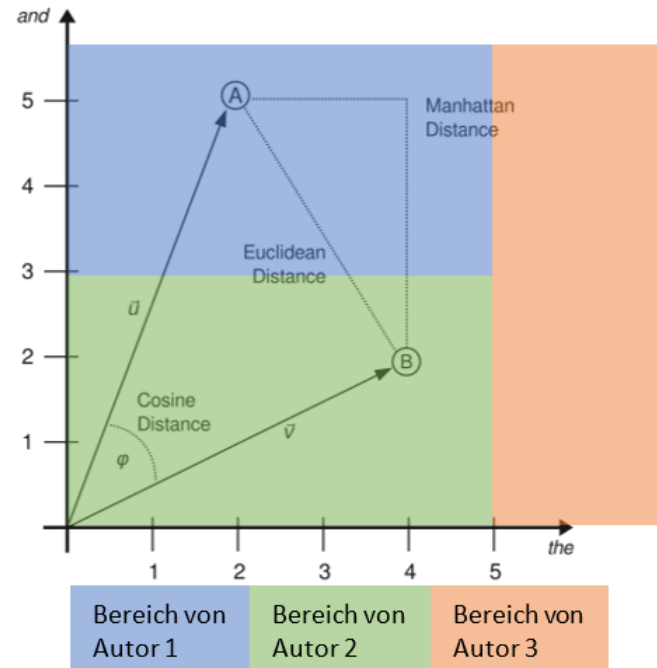 and
5
A
Manhattan
Distance
4
Euclidean
Distance
3
u⃗
2
B
Cosine
Distance
v⃗
1
φ
1 2 3 4 5
the
Bereich von
Autor 1
Bereich von
Autor 2
Bereich von
Autor 3